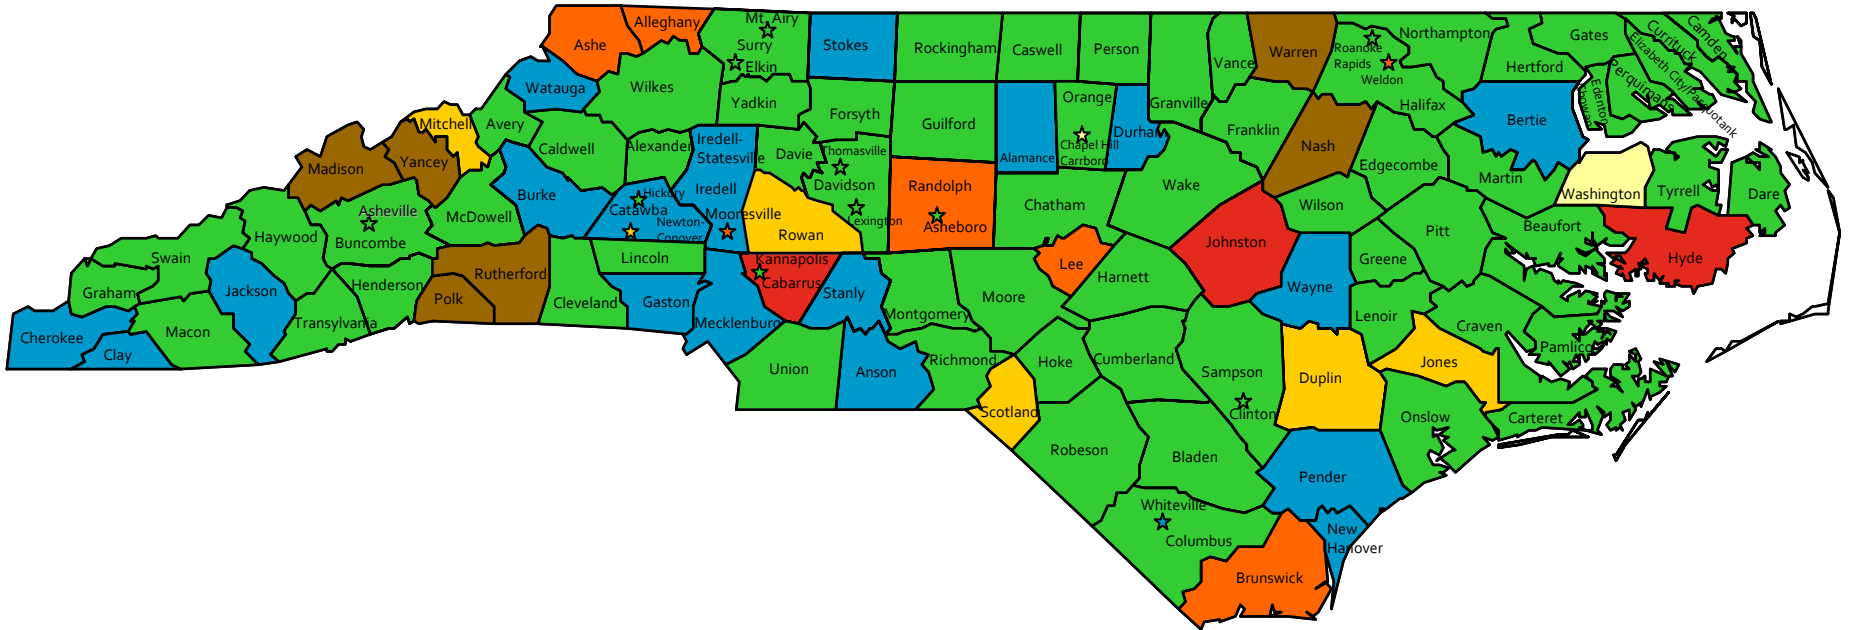 Ashe
Alleghany
Mt. Airy
Surry
Elkin
Stokes
Rockingham
Caswell
Person
Granville
Vance
Warren
Roanoke
Rapids
Weldon
Northampton
Gates
Hertford
Currituck
Camden
Elizabeth City/Pasquotank
Perquimans
Edenton
Chowan
Watauga
Wilkes
Yadkin
Forsyth
Guilford
Alamance
Orange
Chapel Hill
Carrboro
Durham
Franklin
Halifax
Bertie
Mitchell
Avery
Caldwell
Alexander
Iredell-
Statesville
Iredell
Davie
Thomasville
Davidson
Lexington
Randolph
Asheboro
Nash
Edgecombe
Martin
Washington
Tyrrell
Dare
Madison
Yancey
Burke
Hickory
Catawba
Newton-
Conover
Mooresville
Rowan
Chatham
Wake
Wilson
Pitt
Beaufort
Hyde
Haywood
Asheville
Buncombe
McDowell
Rutherford
Lincoln
Kannapolis
Cabarrus
Stanly
Montgomery
Moore
Lee
Harnett
Johnston
Wayne
Greene
Swain
Graham
Jackson
Henderson
Polk
Cleveland
Gaston
Mecklenburg
Lenoir
Craven
Pamlico
Cherokee
Clay
Macon
Transylvania
Union
Anson
Richmond
Scotland
Hoke
Cumberland
Sampson
Clinton
Duplin
Jones
Onslow
Carteret
Robeson
Bladen
Pender
Whiteville
Columbus
New
Hanover
Brunswick